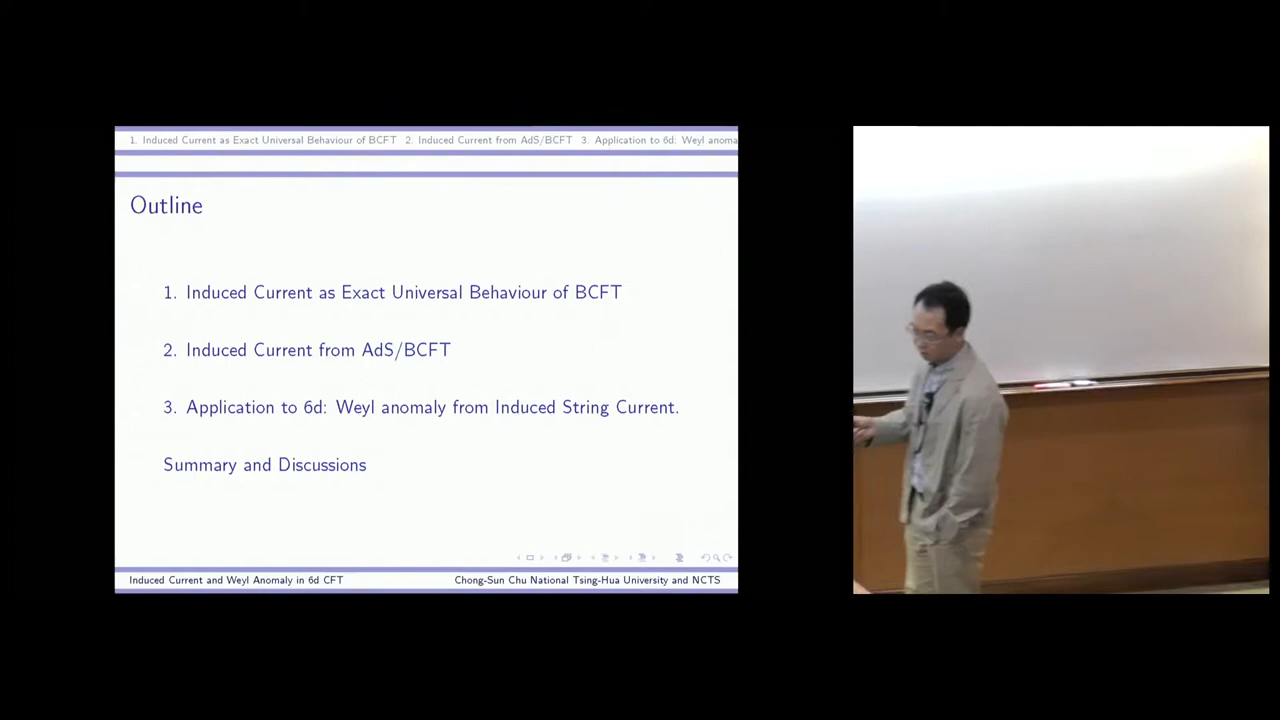 1. Induced Current as Exact Universal Behaviour of BCFT 2. Induced Current from AdS/BCFT 3. Application to 6d: Weyl anoma
Outline
1. Induced Current as Exact Universal Behaviour of BCFT
2. Induced Current from AdS/BCFT
3. Application to 6d: Weyl anomaly from Induced String Current.
Summary and Discussions
Induced Current and Weyl Anomaly in 6d CFT Chong-Sun Chu National Tsing-Hua University and NCTS